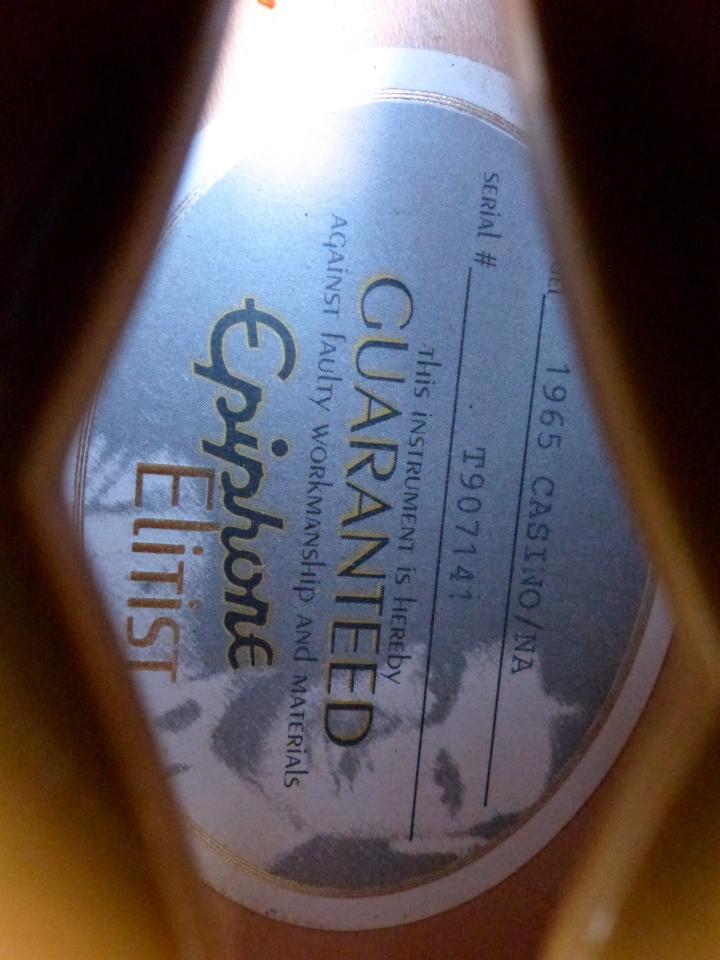 1965 CASINO/NA
SERIAL # T907141
THIS INSTRUMENT is HEREby
GUARANTEED
AGAINST FAULTY WORKMANSHIP AND MATERIALS
Epiphone
ELITIST